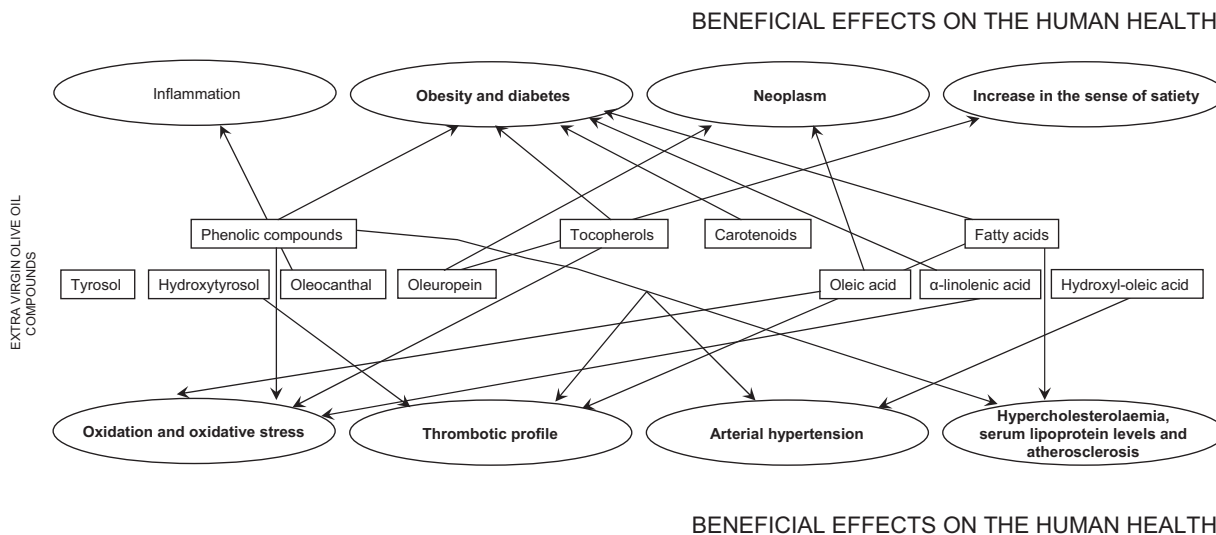 BENEFICIAL EFFECTS ON THE HUMAN HEALTH
Inflammation
Obesity and diabetes
Neoplasm
Increase in the sense of satiety
EXTRA VIRGIN OLIVE OIL
COMPOUNDS
Phenolic compounds
Tocopherols
Carotenoids
Fatty acids
Tyrosol
Hydroxytyrosol
Oleocanthal
Oleuropein
Oleic acid
α-linolenic acid
Hydroxyl-oleic acid
Oxidation and oxidative stress
Thrombotic profile
Arterial hypertension
Hypercholesterolaemia,
serum lipoprotein levels and
atherosclerosis
BENEFICIAL EFFECTS ON THE HUMAN HEALTH